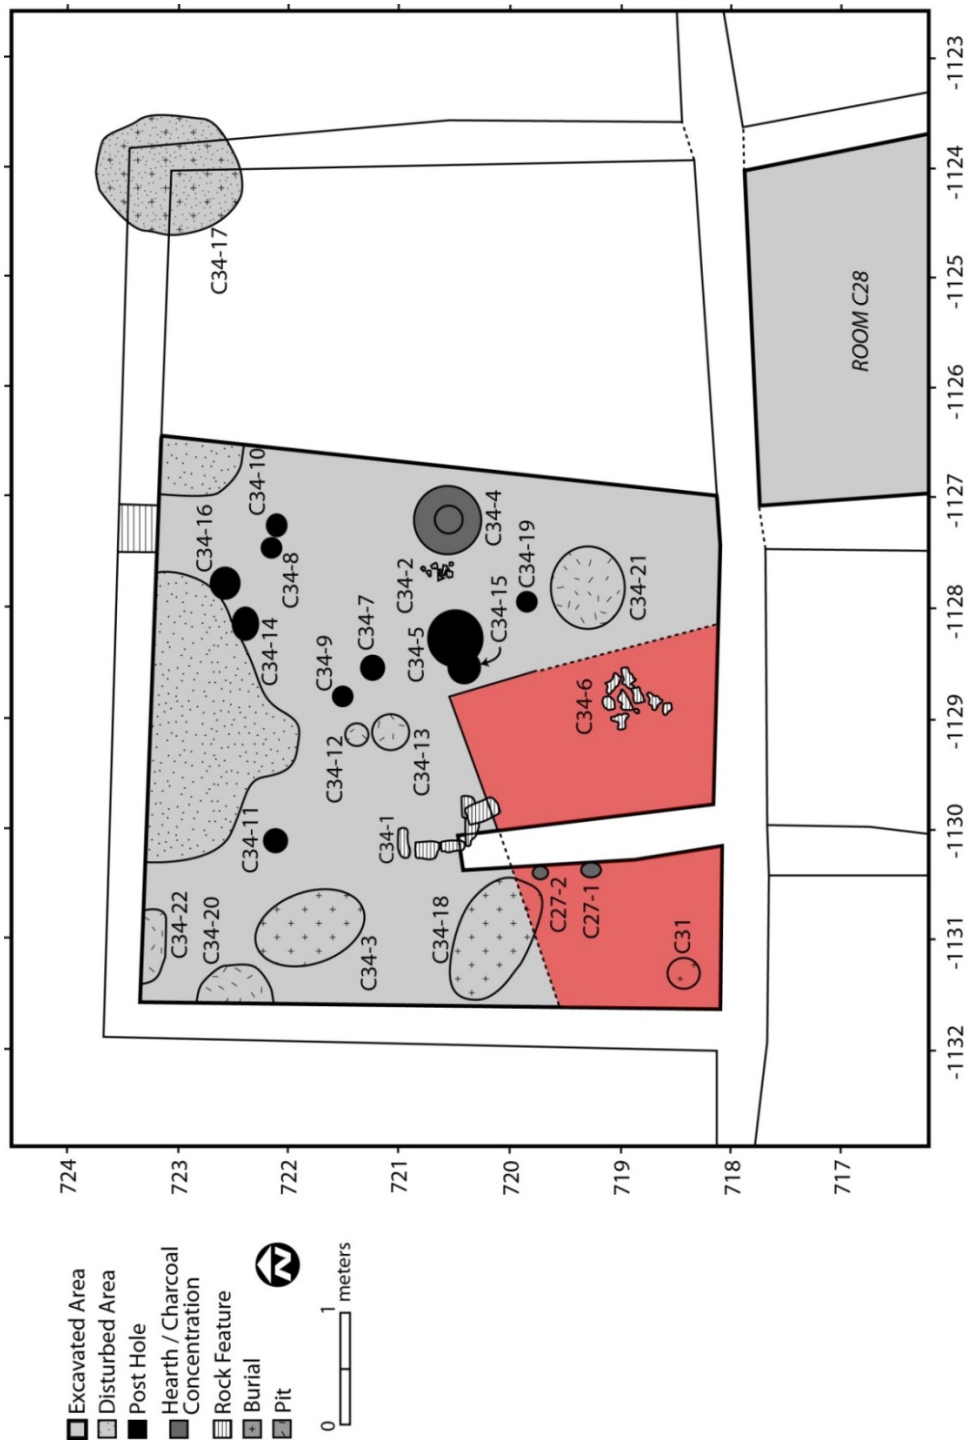 Excavated Area
Disturbed Area
Post Hole
Hearth / Charcoal
Concentration
Rock Feature
Burial
Pit
N
0
1
meters
724
723
722
721
720
719
718
717
-1132
-1131
-1130
-1129
-1128
-1127
-1126
-1125
-1124
-1123
C34-22
C34-20
C34-11
C34-3
C34-18
C34-1
C34-12
C34-13
C34-9
C34-7
C34-14
C34-16
C34-8
C34-10
C34-17
C34-5
C34-2
C34-15
C34-4
C34-19
C34-21
C34-6
C27-2
C27-1
C31
ROOM C28